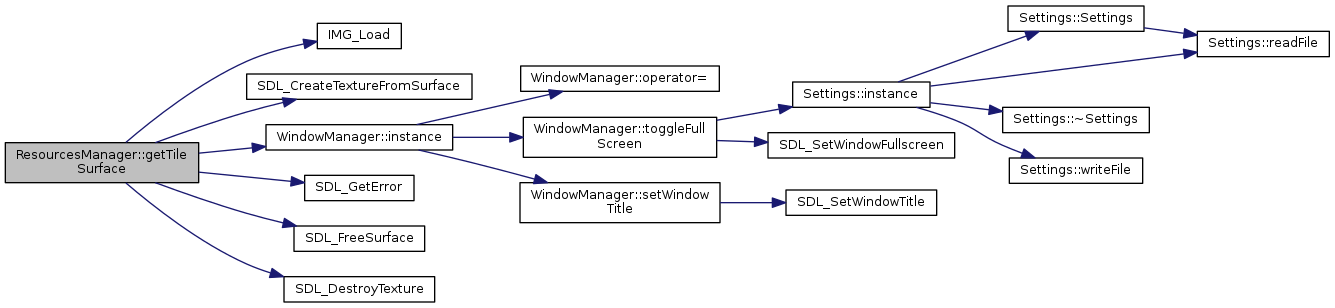 ResourcesManager::getTile
Surface
IMG_Load
SDL_CreateTextureFromSurface
WindowManager::instance
SDL_GetError
SDL_FreeSurface
SDL_DestroyTexture
WindowManager::operator=
WindowManager::toggleFull
Screen
WindowManager::setWindow
Title
Settings::instance
SDL_SetWindowFullscreen
SDL_SetWindowTitle
Settings::Settings
Settings::readFile
Settings::~Settings
Settings::writeFile